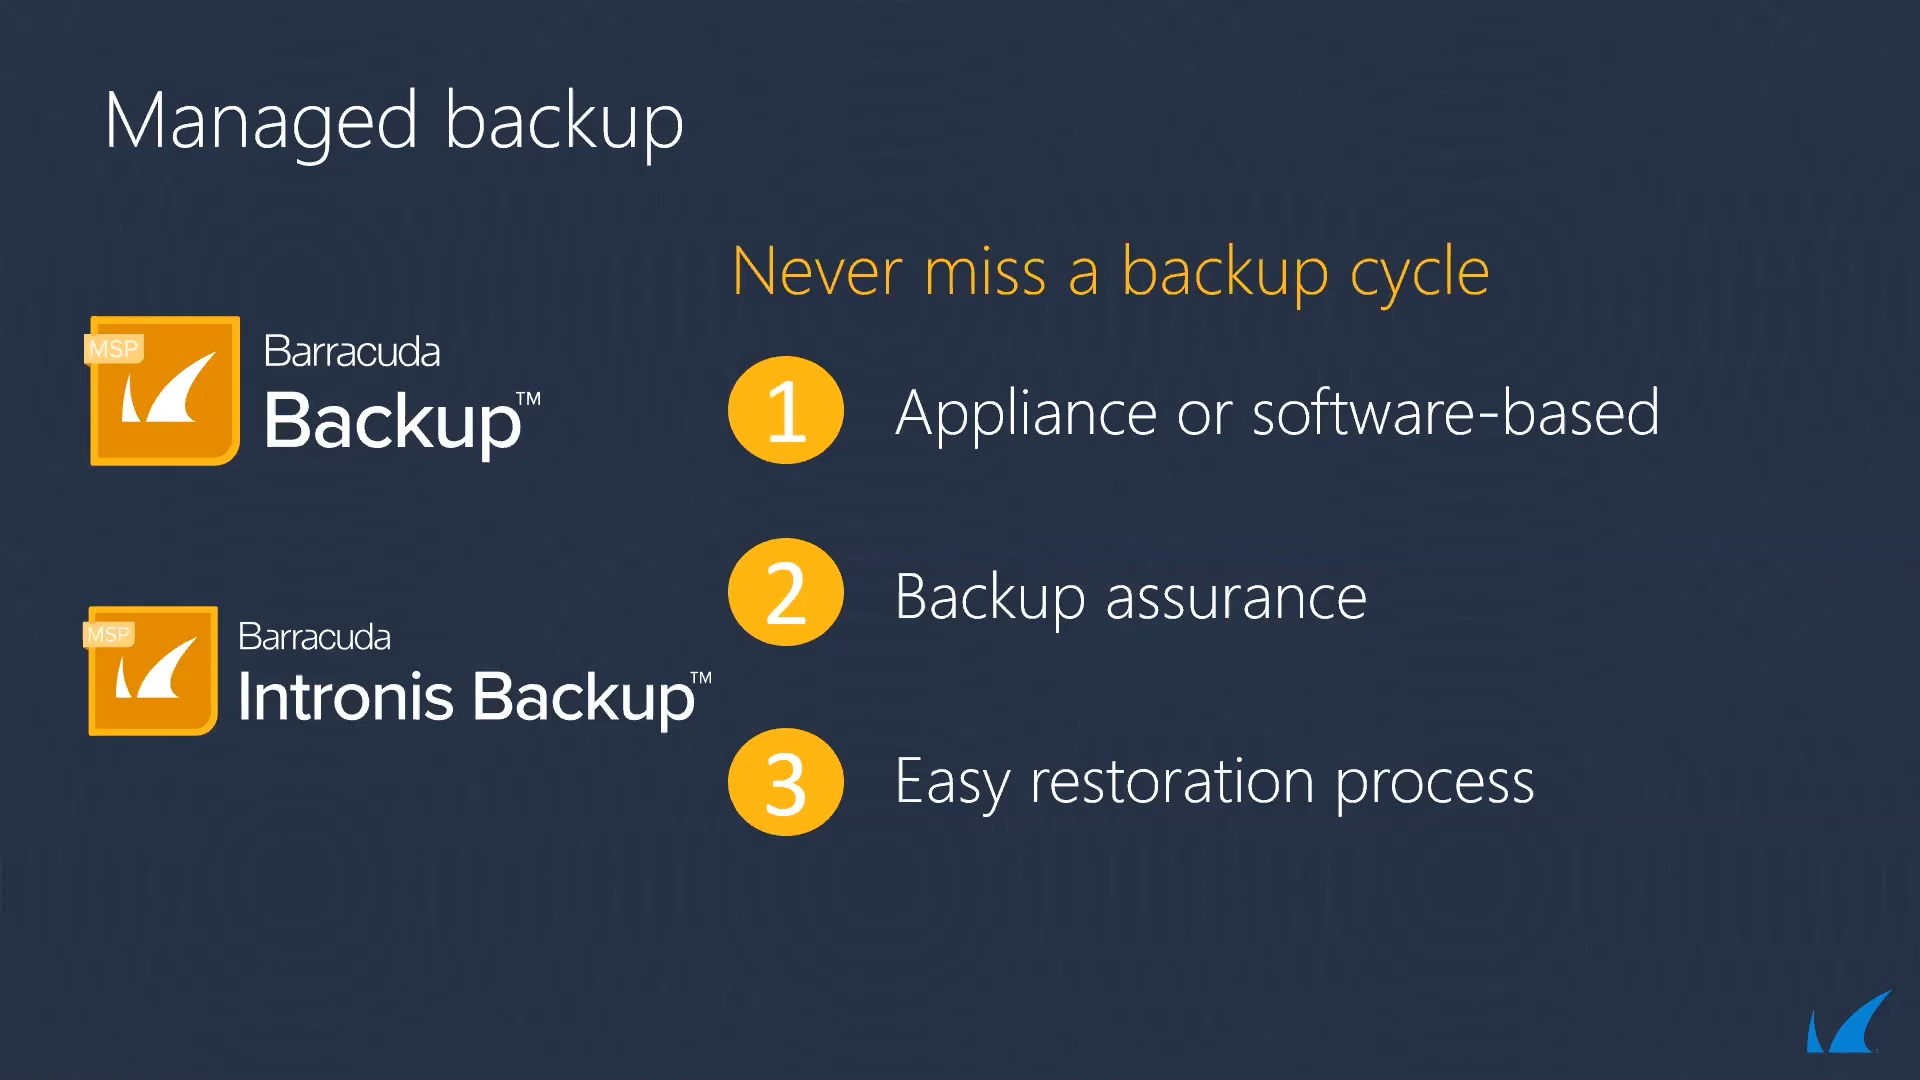 Managed backup
Never miss a backup cycle
MSP
Barracuda
Backup™
1
Appliance or software-based
2
Backup assurance
MSP
Barracuda
Intronis Backup™
3
Easy restoration process